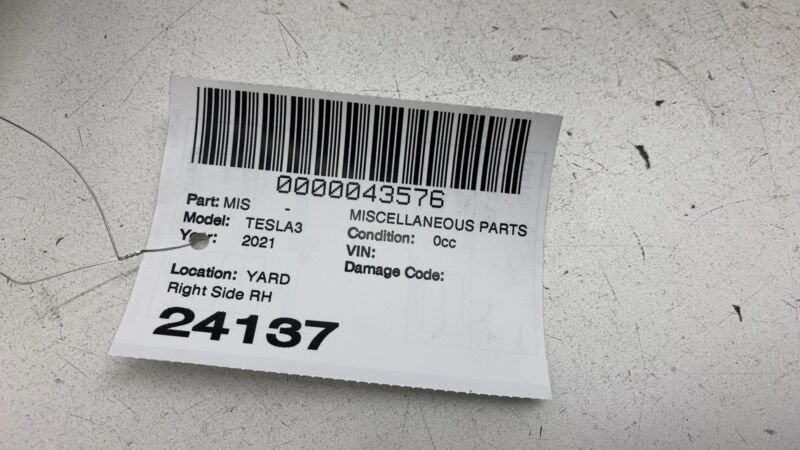 0000043576
Part: MIS - MISCELLANEOUS PARTS
Model: TESLA3 Condition: 0cc
Year: 2021 VIN:
Location: YARD Damage Code:
Right Side RH
24137